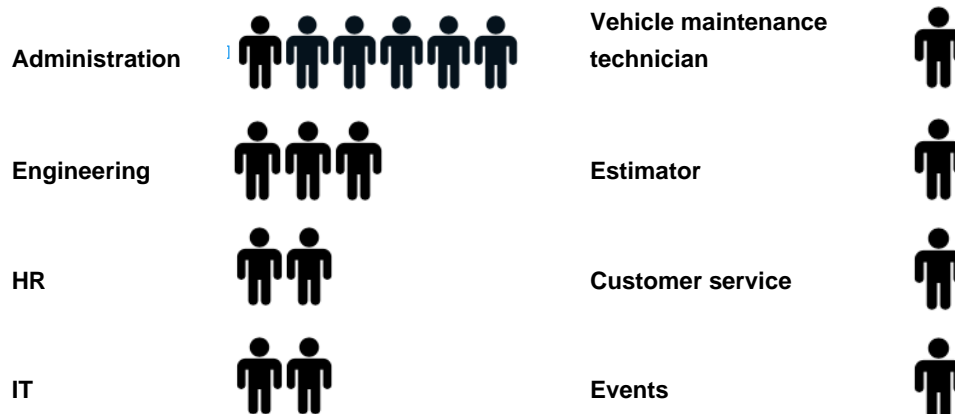 Administration
Vehicle maintenance
technician
Engineering
Estimator
HR
Customer service
IT
Events